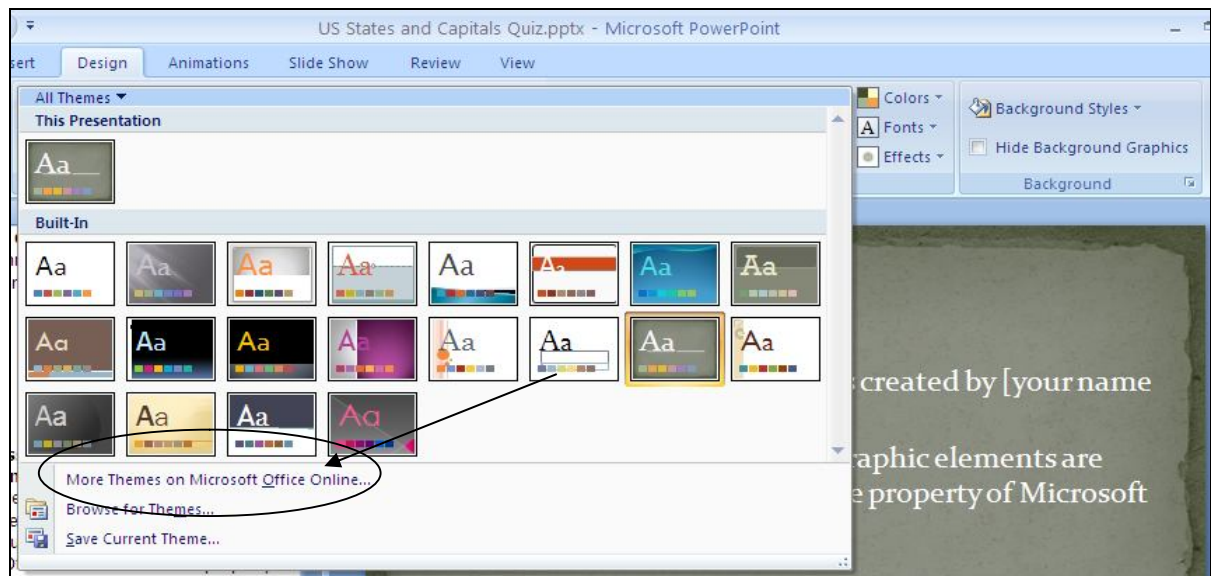 US States and Capitals Quiz.pptx - Microsoft PowerPoint
sert Design Animations Slide Show Review View
All Themes
This Presentation
Aa
Built-In
Aa Aa Aa Aa Aa Aa Aa Aa
Aa Aa Aa Aa Aa Aa Aa Aa
Aa Aa Aa Aa
More Themes on Microsoft Office Online...
Browse for Themes...
Save Current Theme...
Colors
A Fonts
Effects
Background Styles
Hide Background Graphics
Background
created by [your name
aphic elements are
property of Microsoft